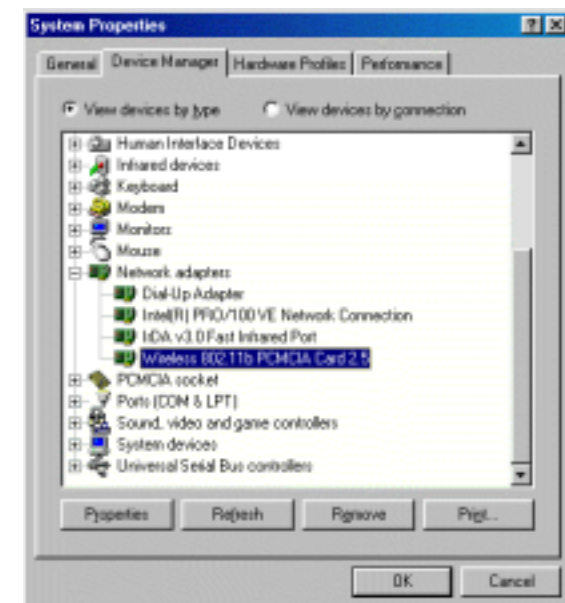 System Properties
General Device Manager Hardware Profiles Performance
View devices by type View devices by connection
Human Interface Devices
Infrared devices
Keyboard
Modem
Monitors
Mouse
Network adapters
Dial-Up Adapter
Intel(R) PRO/100 VE Network Connection
IrDA v3.0 Fast Infrared Port
Wireless 802.11b PCMCIA Card 2.5
PCMCIA socket
Ports (COM & LPT)
Sound, video and game controllers
System devices
Universal Serial Bus controllers
Properties Refresh Remove Print...
OK Cancel